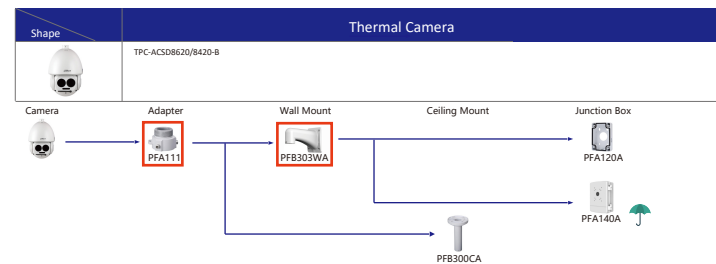 Shape
Thermal Camera
TPC-ACSD8620/8420-B
Camera
Adapter
Wall Mount
Ceiling Mount
Junction Box
PFA111
PFB303WA
PFA120A
PFA140A
PFB300CA